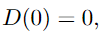 D(0) = 0,